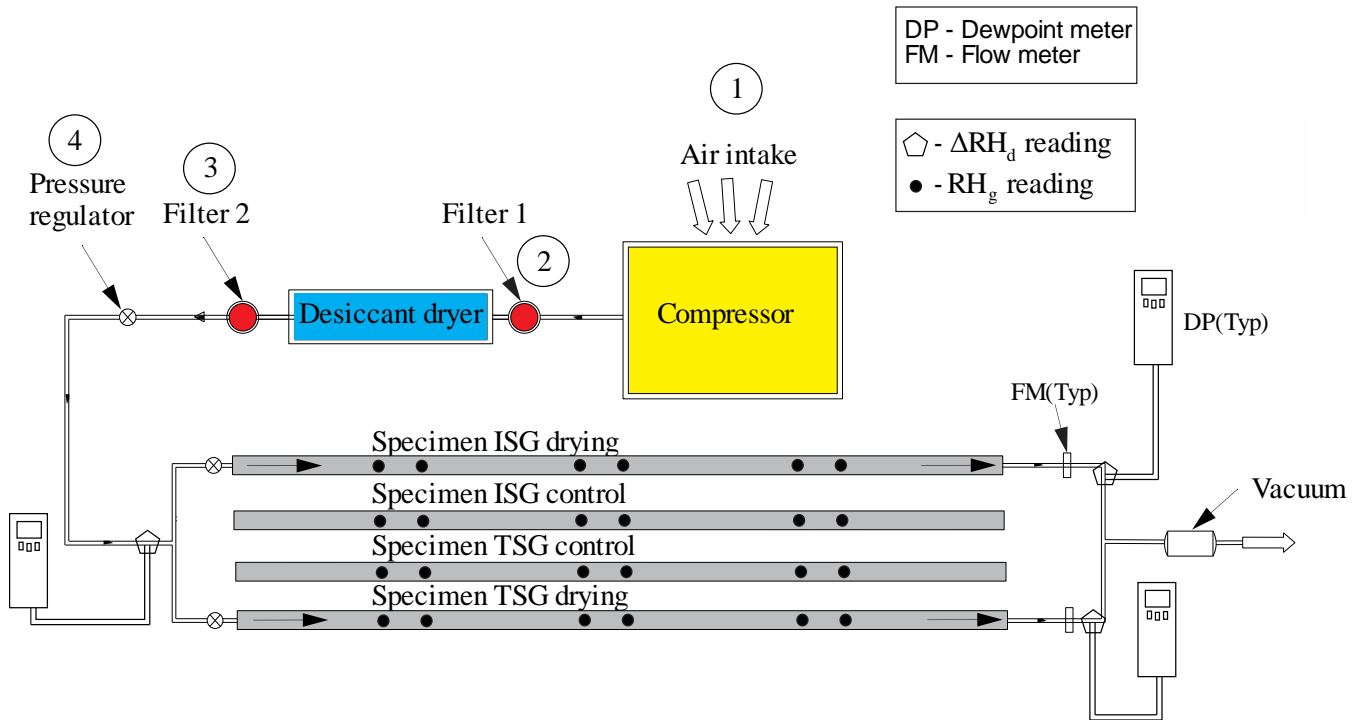 DP - Dewpoint meter
FM - Flow meter
1
4
Air intake
- ΔRHd reading
- RHg reading
3
Pressure
regulator
Filter 2
Filter 1
2
Desiccant dryer
Compressor
DP(Typ)
FM(Typ)
Specimen ISG drying
Specimen ISG control
Vacuum
Specimen TSG control
Specimen TSG drying